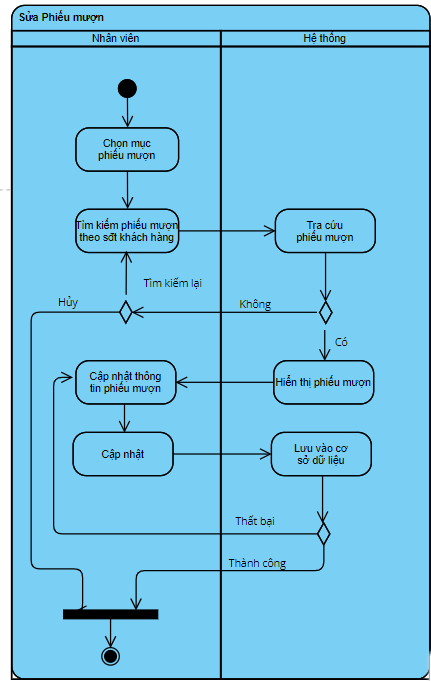 Sửa Phiếu mượn
Nhân viên
Hệ thống
Chọn mục
phiếu mượn
Tìm kiếm phiếu mượn
theo sđt khách hàng
Tra cứu
phiếu mượn
Tìm kiếm lại
Hủy
Không
Có
Cập nhật thông
tin phiếu mượn
Hiển thị phiếu mượn
Cập nhật
Lưu vào cơ
sở dữ liệu
Thất bại
Thành công